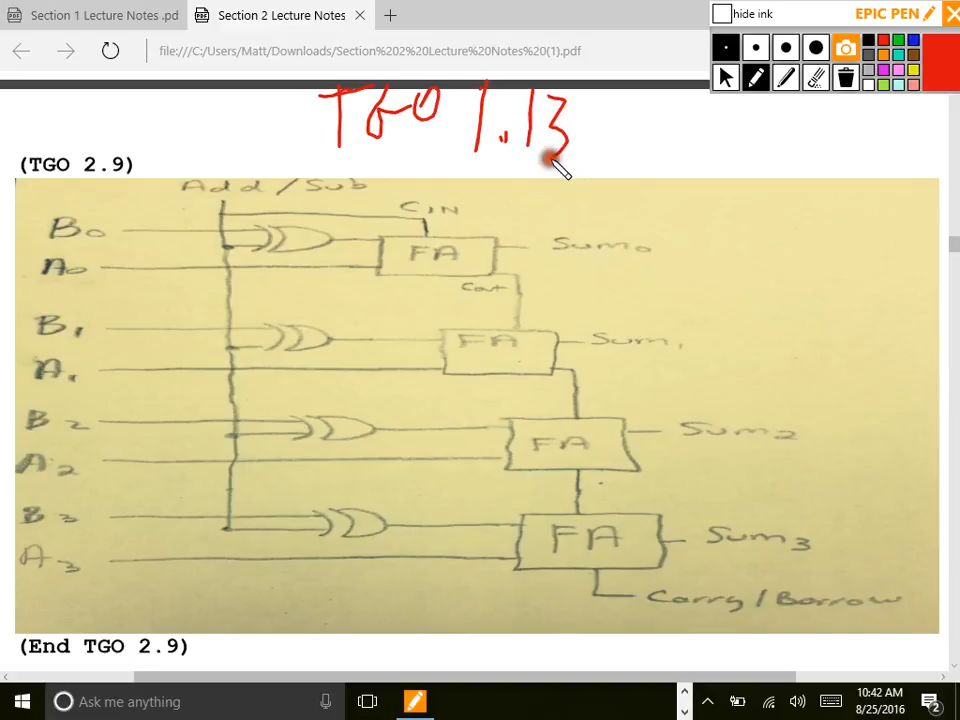 Section 1 Lecture Notes .pd
Section 2 Lecture Notes
hide ink
EPIC PEN
file:///C:/Users/Matt/Downloads/Section%202%20Lecture%20Notes%20(1).pdf
TGO 1.13
(TGO 2.9)
Add / Sub
CIN
B0
FA
Sum0
A0
Cout
B1
FA
Sum1
A1
B2
FA
Sum2
A2
B3
FA
Sum3
A3
Carry / Borrow
(End TGO 2.9)
Ask me anything
10:42 AM
8/25/2016
2